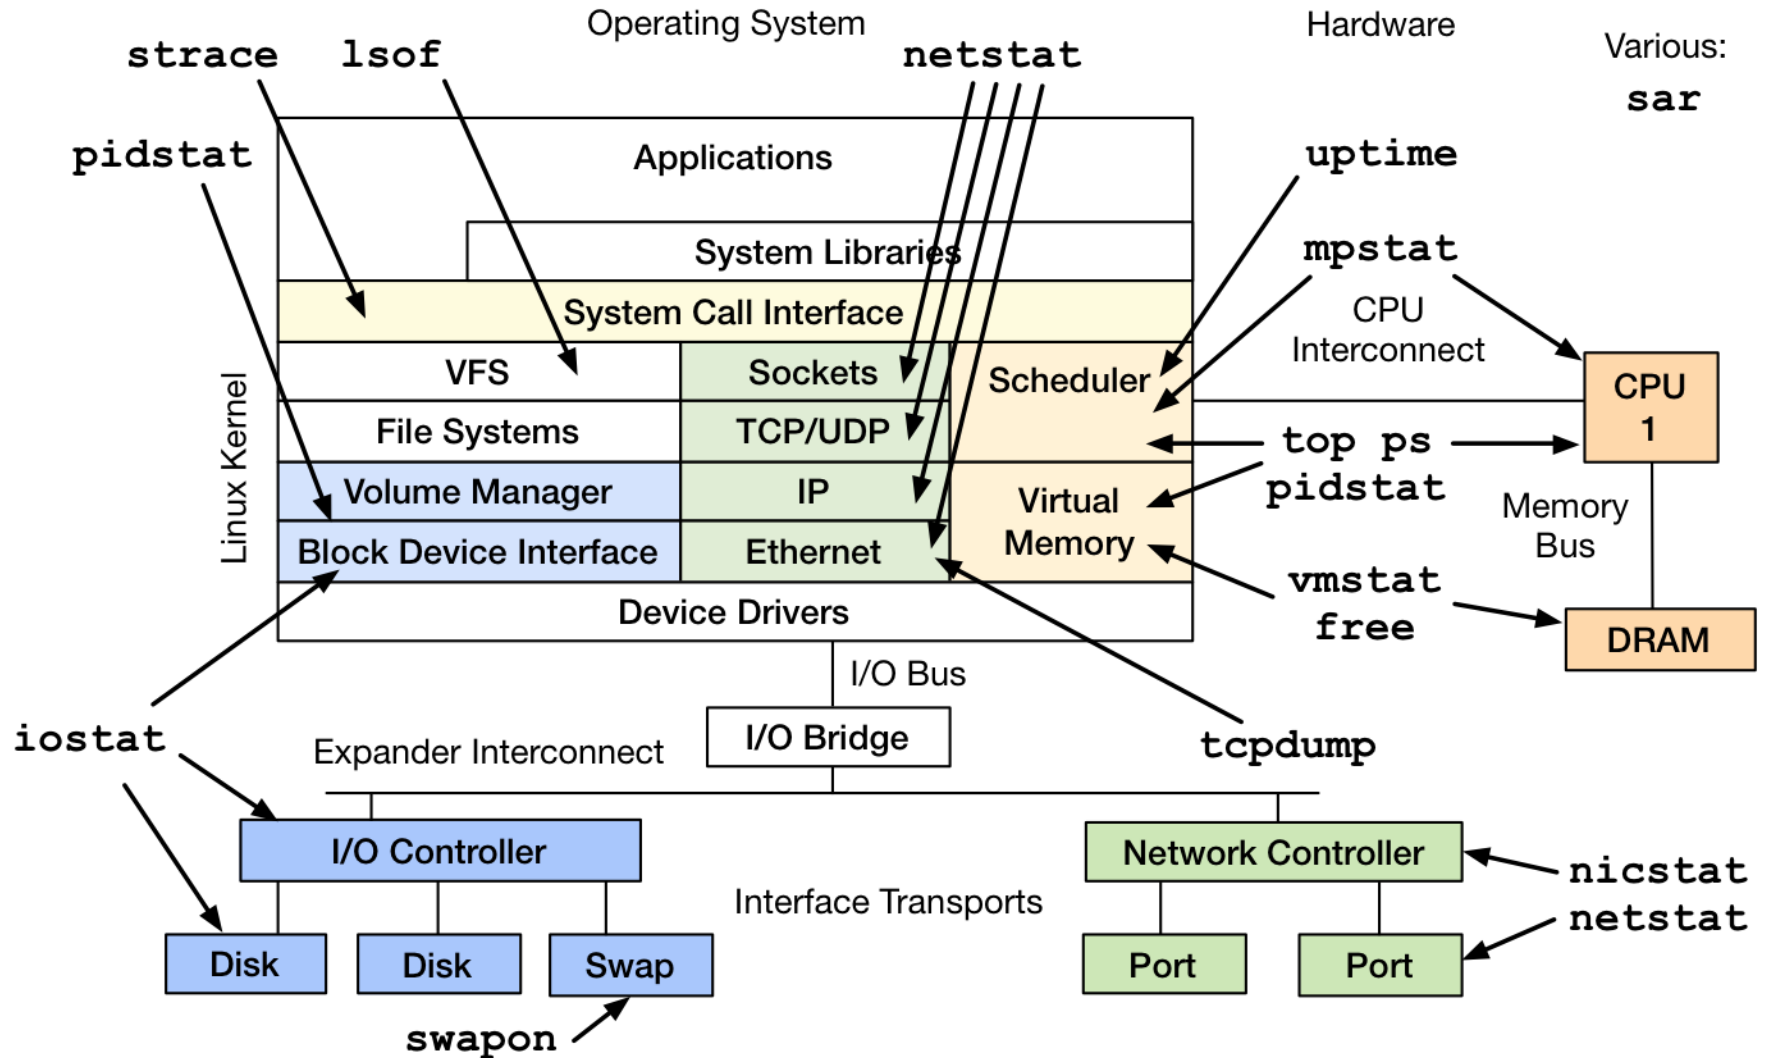 Operating System
Hardware
Various:
sar
strace
lsof
netstat
pidstat
Applications
uptime
System Libraries
mpstat
System Call Interface
CPU
Interconnect
Linux Kernel
VFS
Sockets
Scheduler
CPU
1
File Systems
TCP/UDP
top ps
pidstat
Volume Manager
IP
Virtual
Memory
Memory
Bus
Block Device Interface
Ethernet
vmstat
free
Device Drivers
DRAM
I/O Bus
iostat
Expander Interconnect
I/O Bridge
tcpdump
I/O Controller
Network Controller
nicstat
netstat
Interface Transports
Disk
Disk
Swap
Port
Port
swapon